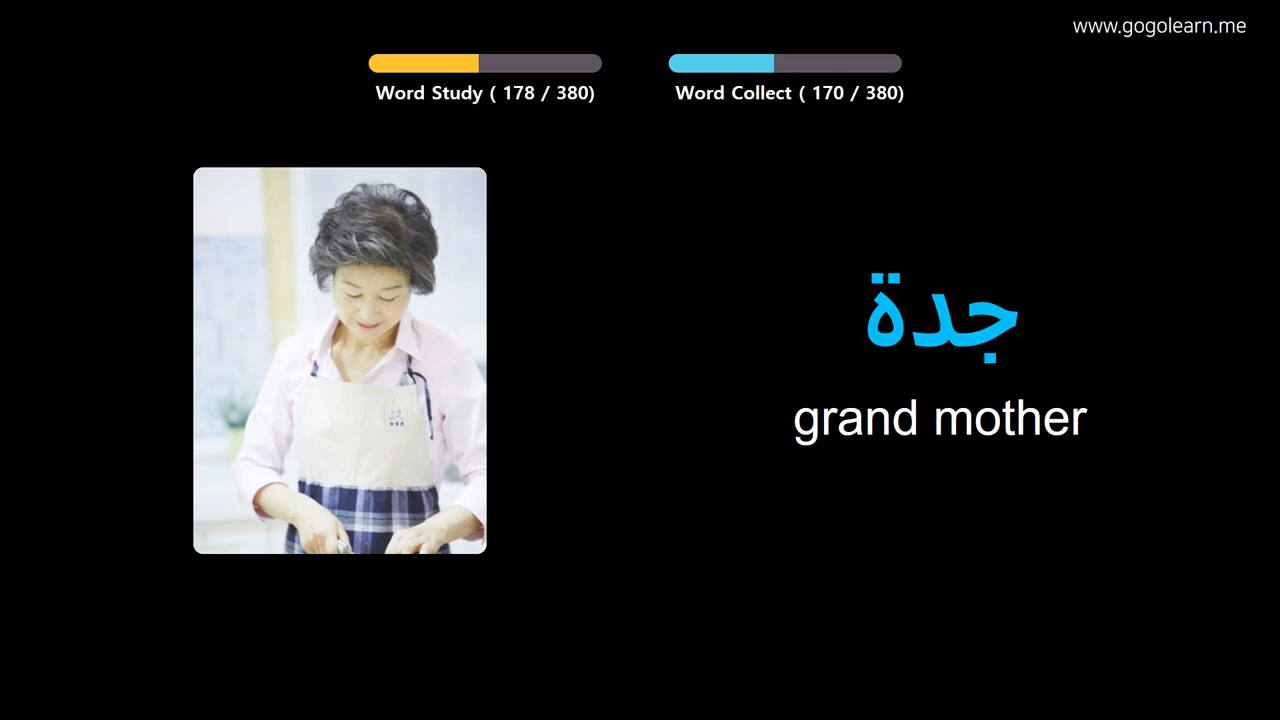 www.gogolearn.me
Word Study ( 178 / 380)
Word Collect ( 170 / 380)
جدة
grand mother